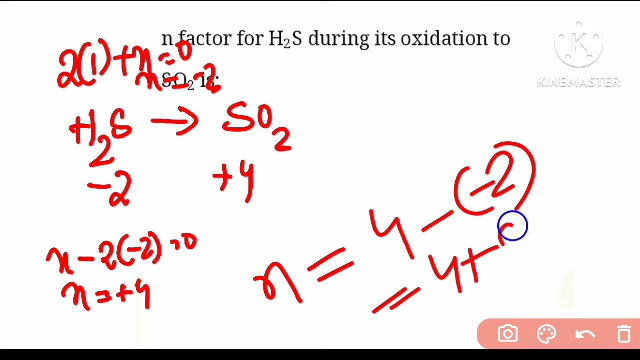 n factor for H₂S during its oxidation to
SO₂ is:
KINEMASTER
2(1) + x = 0
x = -2
H₂S → SO₂
-2 +4
x - 2(-2) = 0
x = +4
n = 4 - (-2)
= 4 +